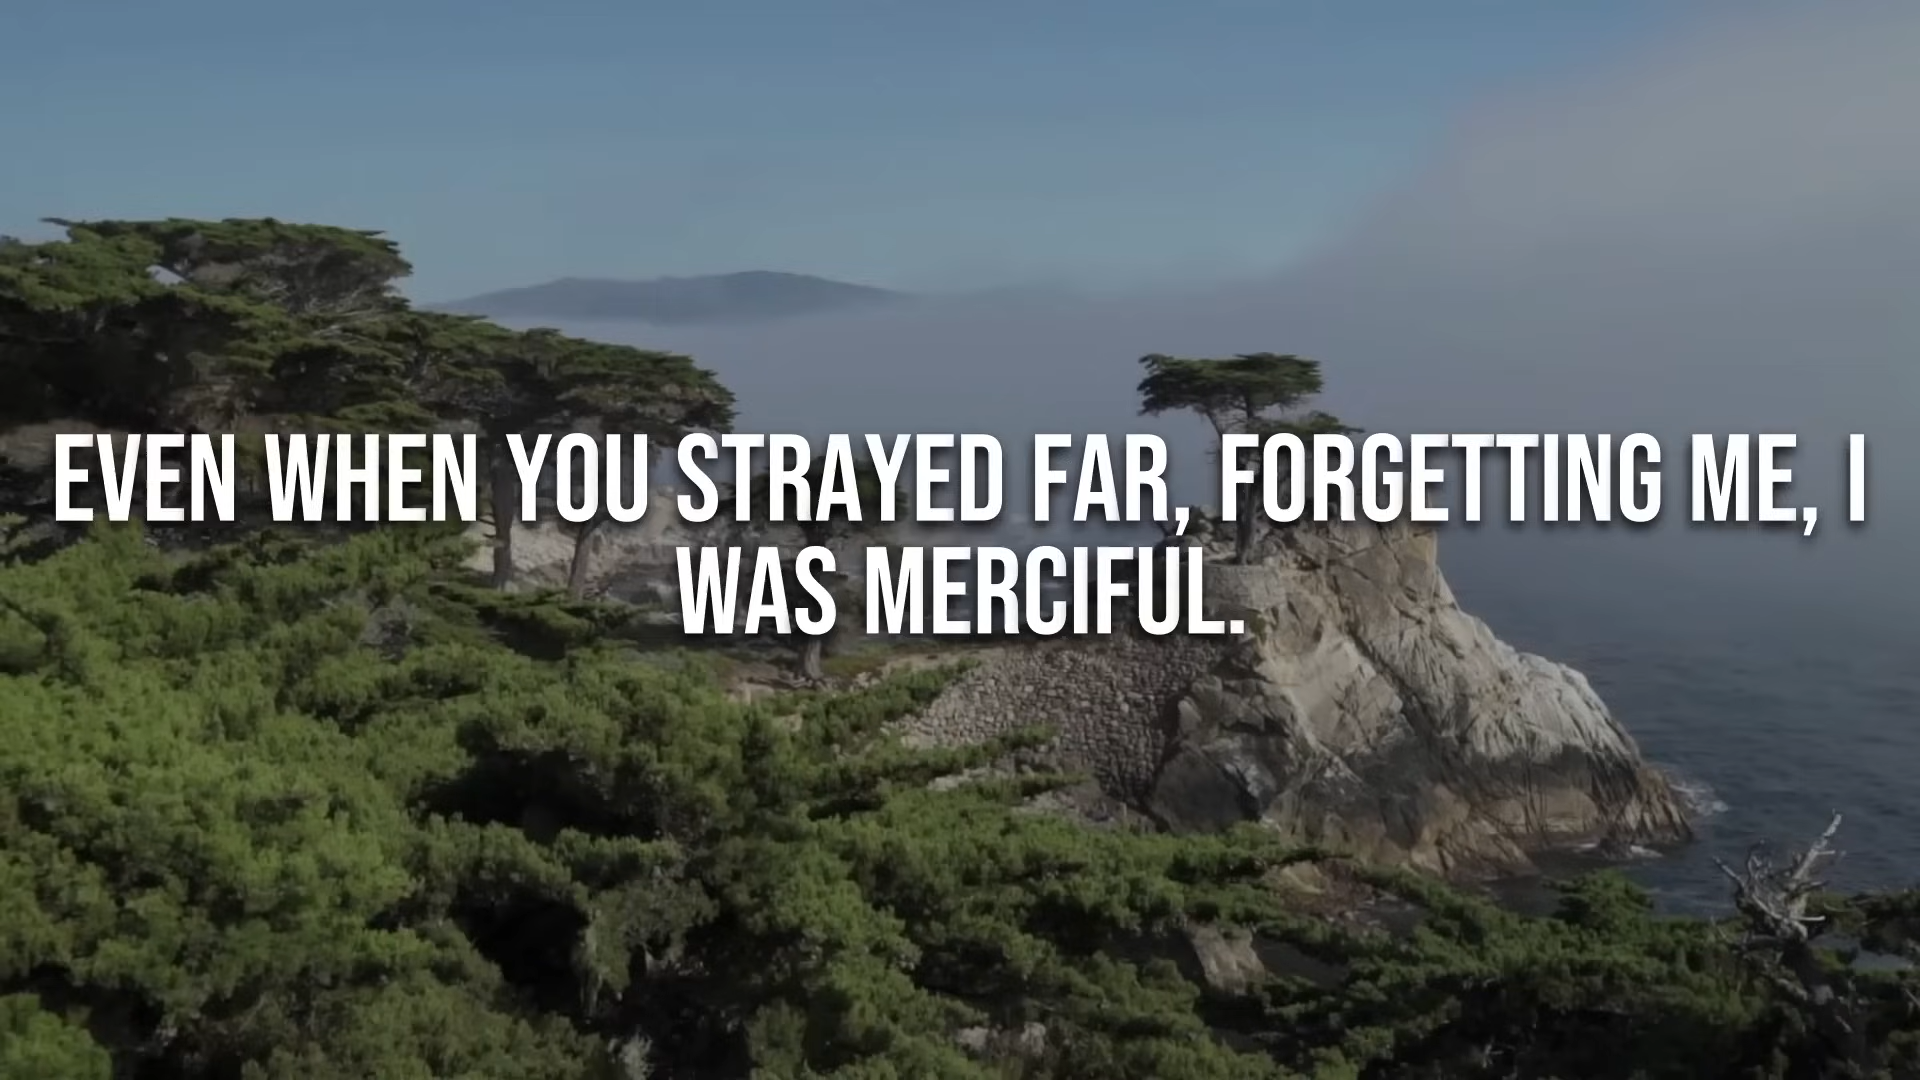 EVEN WHEN YOU STRAYED FAR, FORGETTING ME, I
WAS MERCIFUL.